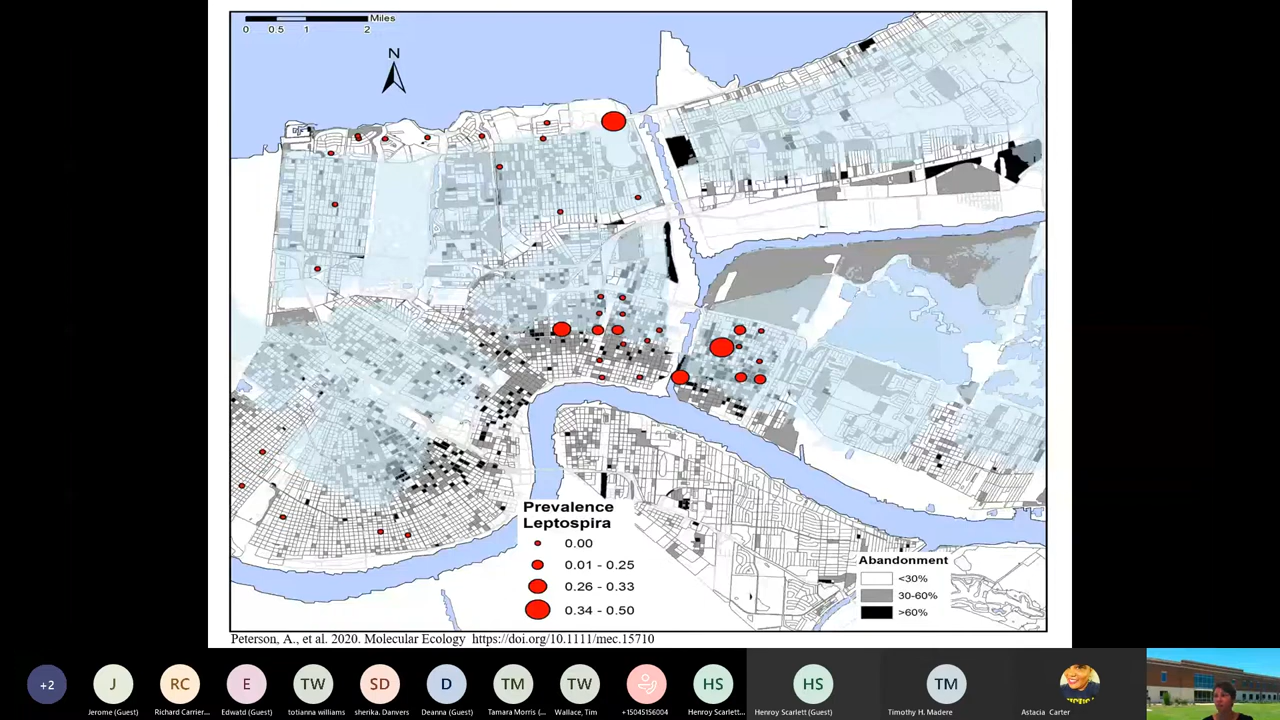 Miles
0 0.5 1 2
N
Prevalence
Leptospira
0.00
0.01 - 0.25
0.26 - 0.33
0.34 - 0.50
Abandonment
<30%
30-60%
>60%
Peterson, A., et al. 2020. Molecular Ecology https://doi.org/10.1111/mec.15710
+2 J RC E TW SD D TM TW HS HS TM
Jerome (Guest) Richard Carrier... Edwatd (Guest) totianna williams sherika. Danvers Deanna (Guest) Tamara Morris (... Wallace, Tim +15045156004 Henroy Scarlett... Henroy Scarlett (Guest) Timothy H. Madere Astacia Carter